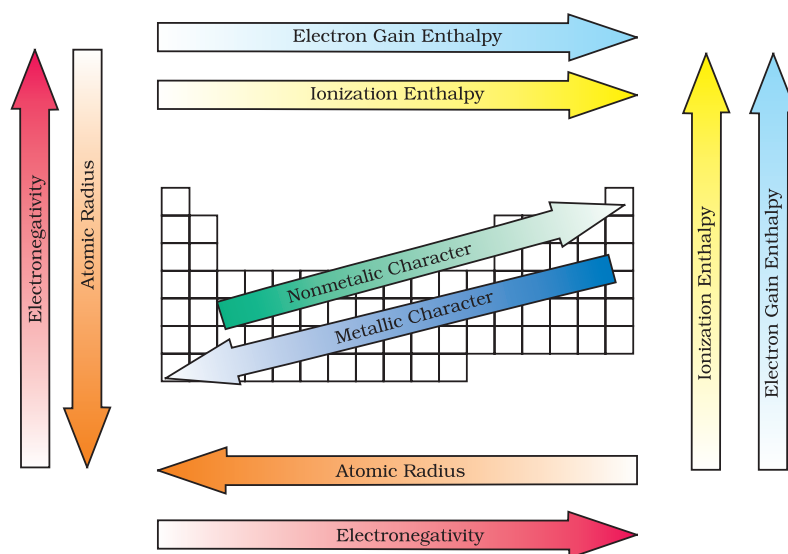 Electron Gain Enthalpy
Ionization Enthalpy
Electronegativity
Atomic Radius
Nonmetalic Character
Metallic Character
Ionization Enthalpy
Electron Gain Enthalpy
Atomic Radius
Electronegativity